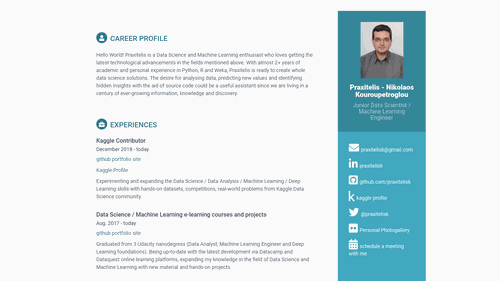 CAREER PROFILE
Hello World! Praxitelis is a Data Science and Machine Learning enthusiast who loves getting the
latest technological advancements in the fields mentioned above. With almost 2+ years of
academic and personal experience in Python, R and Weka, Praxitelis is ready to create whole
data science solutions. The desire for analysing data, predicting new values and identifying
hidden insights with the aid of source code could be a useful assistant since we are living in a
century of ever-growing information, knowledge and discovery.
EXPERIENCES
Kaggle Contributor
December 2018 - today
github portfolio site
Kaggle Profile
Experimenting and expanding the Data Science / Data Analysis / Machine Learning / Deep
Learning skills with hands-on datasets, competitions, real-world problems from Kaggle Data
Science community.
Data Science / Machine Learning e-learning courses and projects
Aug. 2017 - today
github portfolio site
Graduated from 3 Udacity nanodegress (Data Analyst, Machine Learning Engineer and Deep
Learning foundations). Being up-to-date with the latest development via Datacamp and
Dataquest online learning platforms, expanding my knowledge in the field of Data Science and
Machine Learning with new material and hands-on projects.
Praxitelis - Nikolaos
Kouroupetroglou
Junior Data Scientist /
Machine Learning
Engineer
praxitelisk@gmail.com
praxitelisk
github.com/praxitelisk
kaggle profile
@praxitelisk
Personal Photogallery
schedule a meeting
with me